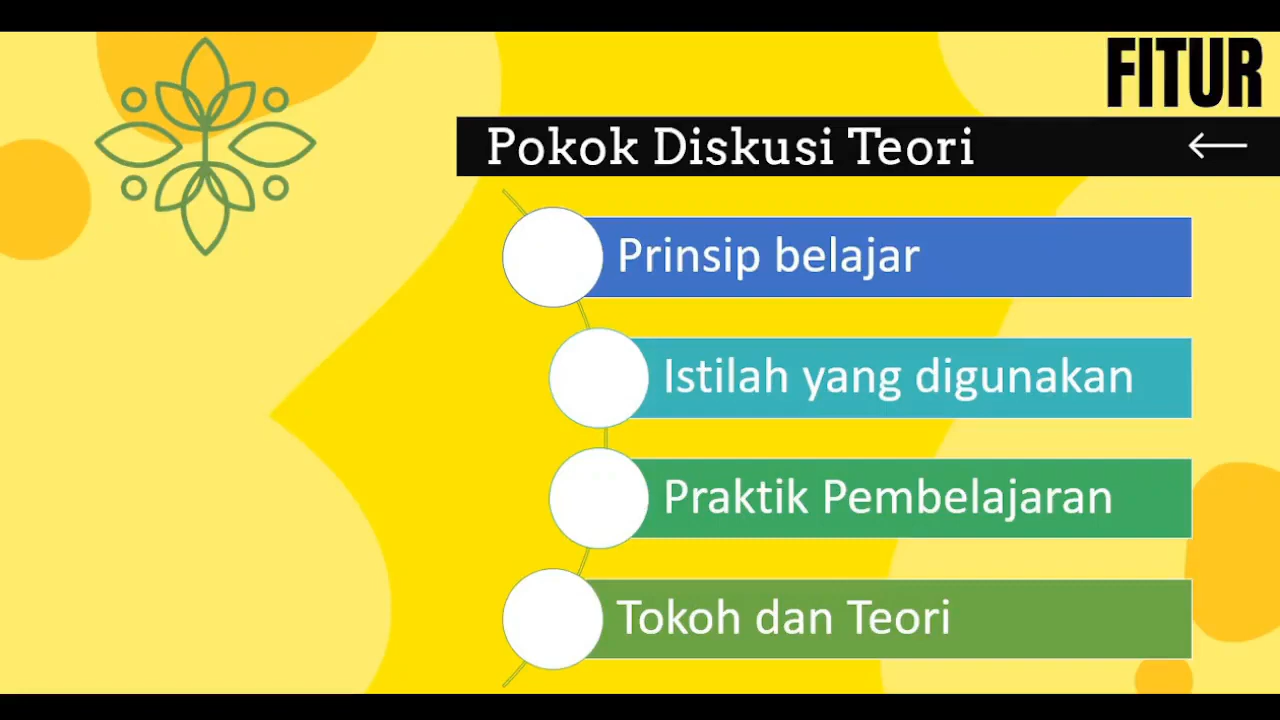 FITUR
Pokok Diskusi Teori
Prinsip belajar
Istilah yang digunakan
Praktik Pembelajaran
Tokoh dan Teori